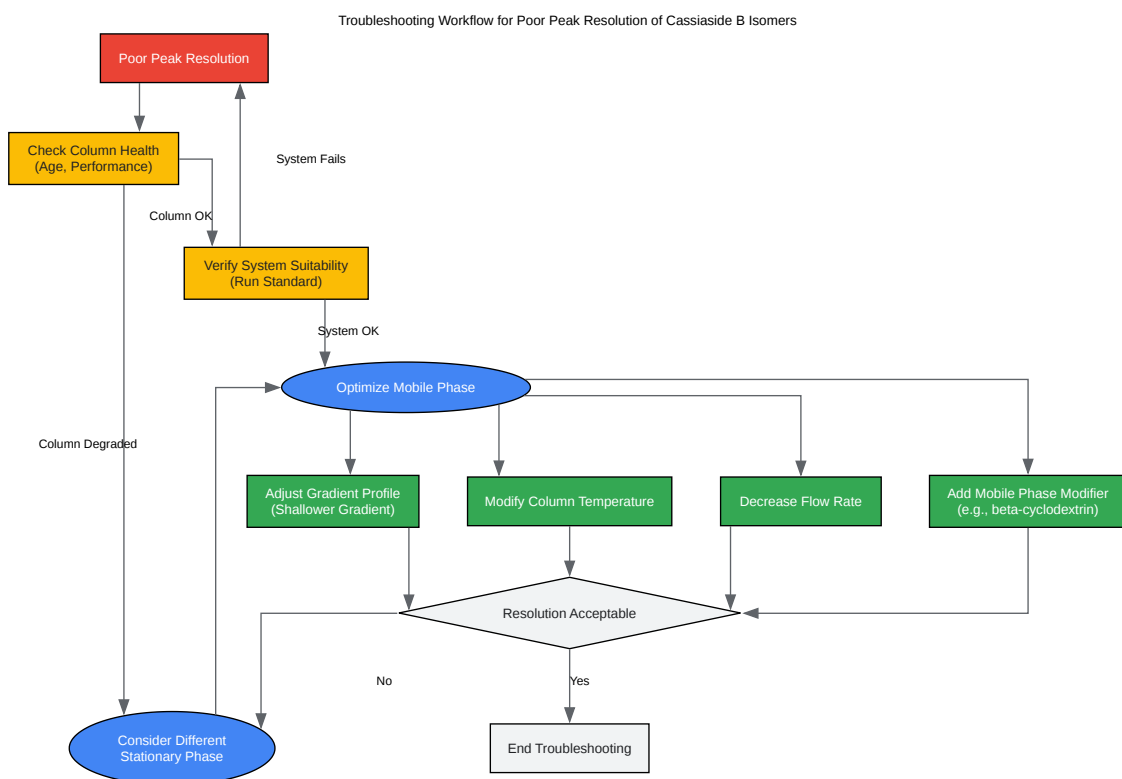 Troubleshooting Workflow for Poor Peak Resolution of Cassiaside B Isomers
Poor Peak Resolution
Check Column Health
(Age, Performance)
System Fails
Column OK
Verify System Suitability
(Run Standard)
System OK
Optimize Mobile Phase
Column Degraded
Adjust Gradient Profile
(Shallower Gradient)
Modify Column Temperature
Decrease Flow Rate
Add Mobile Phase Modifier
(e.g., beta-cyclodextrin)
Resolution Acceptable
No
Yes
Consider Different
Stationary Phase
End Troubleshooting